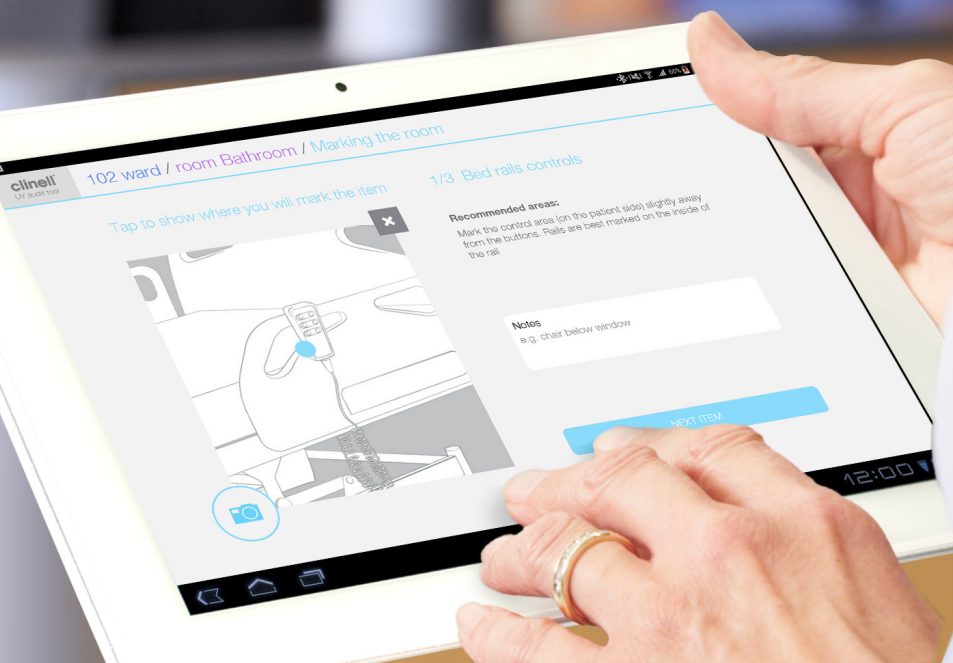 clinell
UV audit tool
102 ward / room Bathroom / Marking the room
Tap to show where you will mark the item
1/3 Bed rails controls
Recommended areas:
Mark the control area (on the patient side) slightly away
from the buttons. Rails are best marked on the inside of
the rail
Notes
e.g. chair below window
NEXT ITEM
12:00